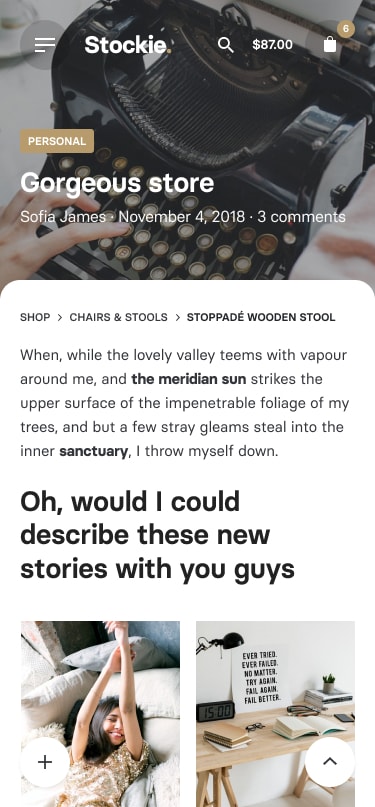 Stockie.
$87.00
6
PERSONAL
Gorgeous store
Sofia James · November 4, 2018 · 3 comments
SHOP > CHAIRS & STOOLS > STOPPADÉ WOODEN STOOL
When, while the lovely valley teems with vapour
around me, and the meridian sun strikes the
upper surface of the impenetrable foliage of my
trees, and but a few stray gleams steal into the
inner sanctuary, I throw myself down.
Oh, would I could
describe these new
stories with you guys
EVER TRIED.
EVER FAILED.
NO MATTER.
TRY AGAIN.
FAIL AGAIN.
FAIL BETTER.
15:00